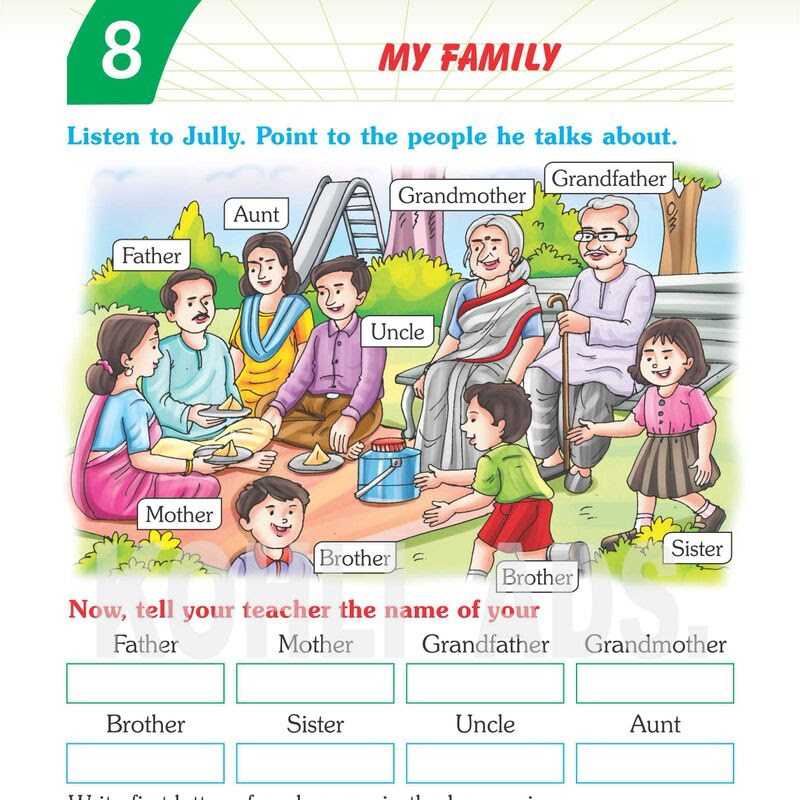 8
MY FAMILY
Listen to Jully. Point to the people he talks about.
Grandfather
Grandmother
Aunt
Father
Uncle
Mother
Brother
Sister
Brother
KOHLI ADS.
Now, tell your teacher the name of your
Father Mother Grandfather Grandmother
Brother Sister Uncle Aunt